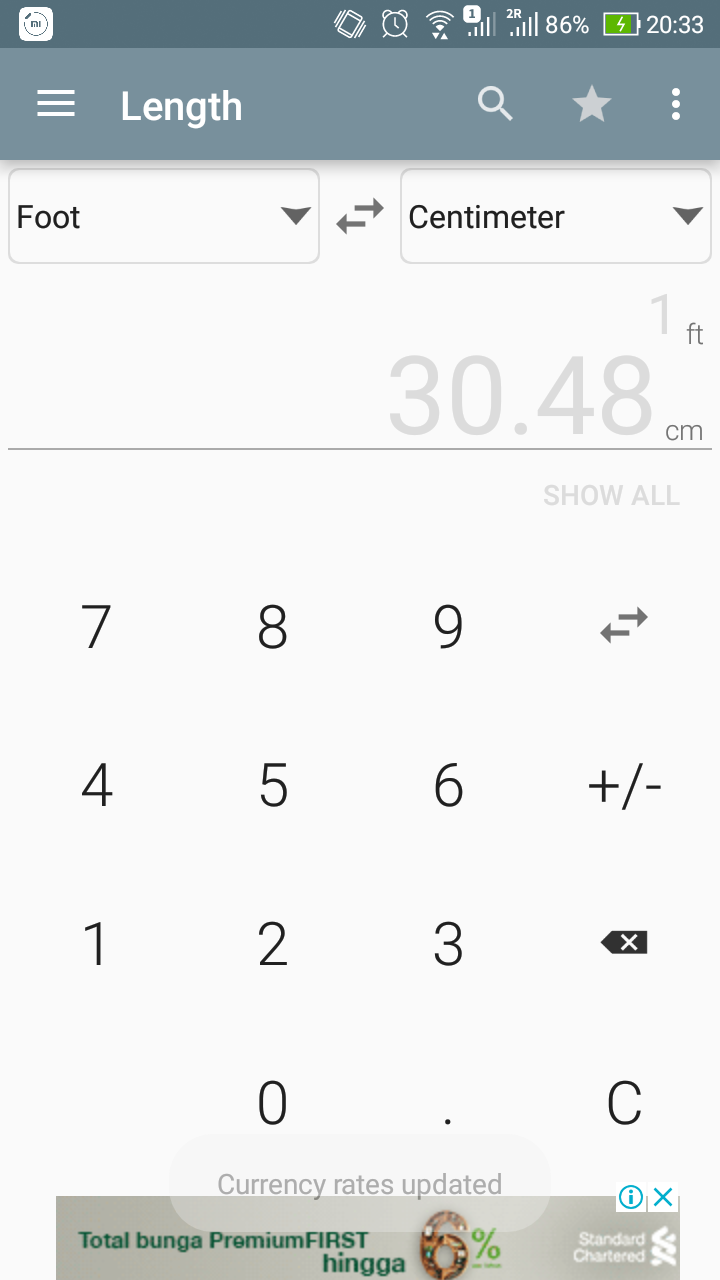 mi
1
2R
86%
20:33
Length
Foot
Centimeter
1 ft
30.48 cm
SHOW ALL
7 8 9
4 5 6 +/-
1 2 3
0 . C
Currency rates updated
Total bunga PremiumFIRST
hingga
6%
Standard
Chartered